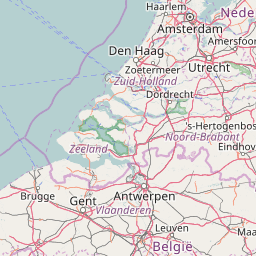 Haarlem
Nede
Amsterdam
Amersfoor
Den Haag
Utrecht
Zoetermeer
Zuid-Holland
Dordrecht
's-Hertogenbos
Noord-Brabant
Zeeland
Eindhov
Brugge
Antwerpen
Gent
Vlaanderen
Leuven
België